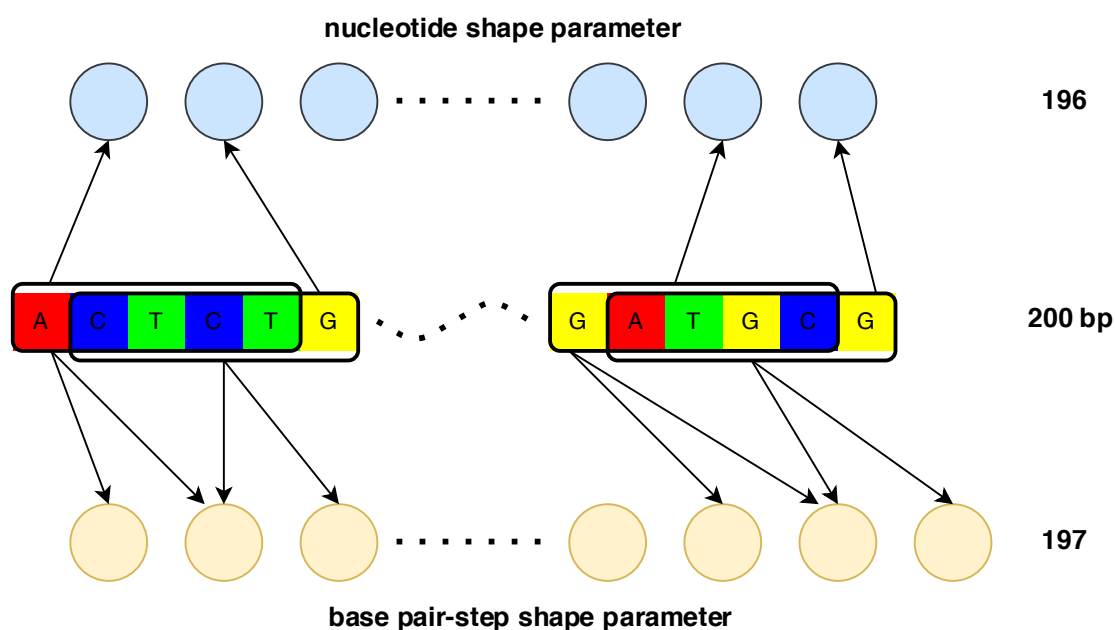 nucleotide shape parameter
196
A C T C T G G A T G C G 200 bp
197
base pair-step shape parameter